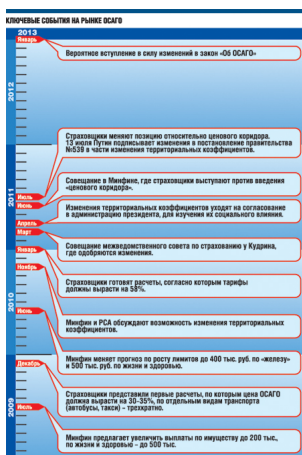 КЛЮЧЕВЫЕ СОБЫТИЯ НА РЫНКЕ ОСАГО
2013
Январь
Вероятное вступление в силу изменений в закон «Об ОСАГО»
2012
Страховщики меняют позицию относительно ценового коридора.
13 июля Путин подписывает изменения в постановление правительства
№539 в части изменения территориальных коэффициентов.
Совещание в Минфине, где страховщики выступают против введения
«ценового коридора».
2011
Июль
Июнь
Изменения территориальных коэффициентов уходят на согласование
в администрацию президента, для изучения их социального влияния.
Апрель
Март
Совещание межведомственного совета по страхованию у Кудрина,
где одобряются изменения.
Январь
Ноябрь
Страховщики готовят расчеты, согласно которым тарифы
должны вырасти на 58%.
2010
Июнь
Минфин и РСА обсуждают возможность изменения территориальных
коэффициентов.
Минфин меняет прогноз по росту лимитов до 400 тыс. руб. по «железу»
и 500 тыс. руб. по жизни и здоровью.
Декабрь
Страховщики представили первые расчеты, по которым цена ОСАГО
должна вырасти на 30-35%, по отдельным видам транспорта
(автобусы, такси) - трехкратно.
2009
Июль
Минфин предлагает увеличить выплаты по имуществу до 200 тыс.,
по жизни и здоровью - до 500 тыс.